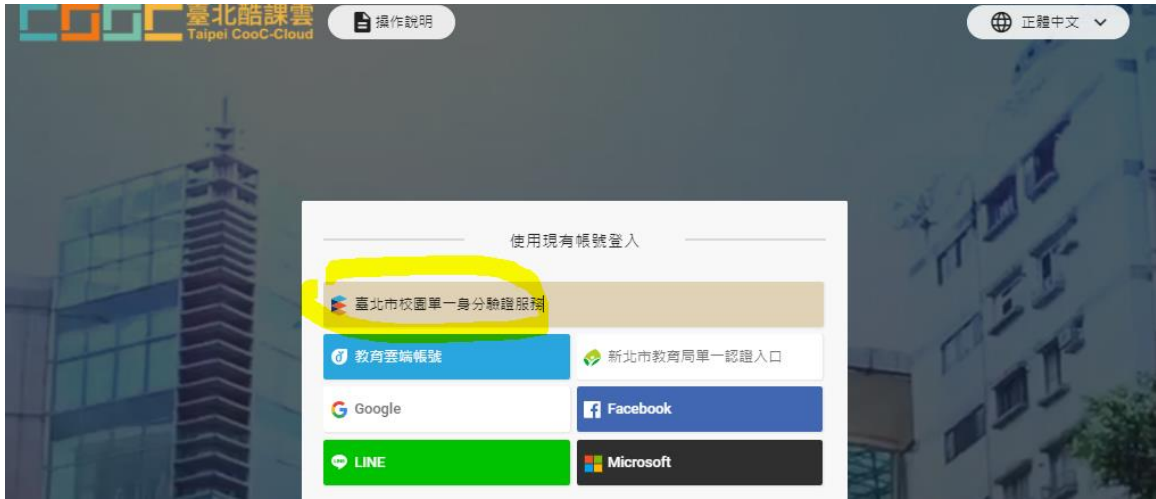 臺北酷課雲
Taipei CooC-Cloud
操作說明
正體中文
使用現有帳號登入
臺北市校園單一身分驗證服務
教育雲端帳號
新北市教育局單一認證入口
Google
Facebook
LINE
Microsoft